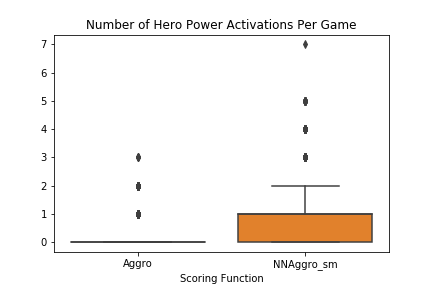 Number of Hero Power Activations Per Game
7
6
5
4
3
2
1
0
Aggro NNAggro_sm
Scoring Function